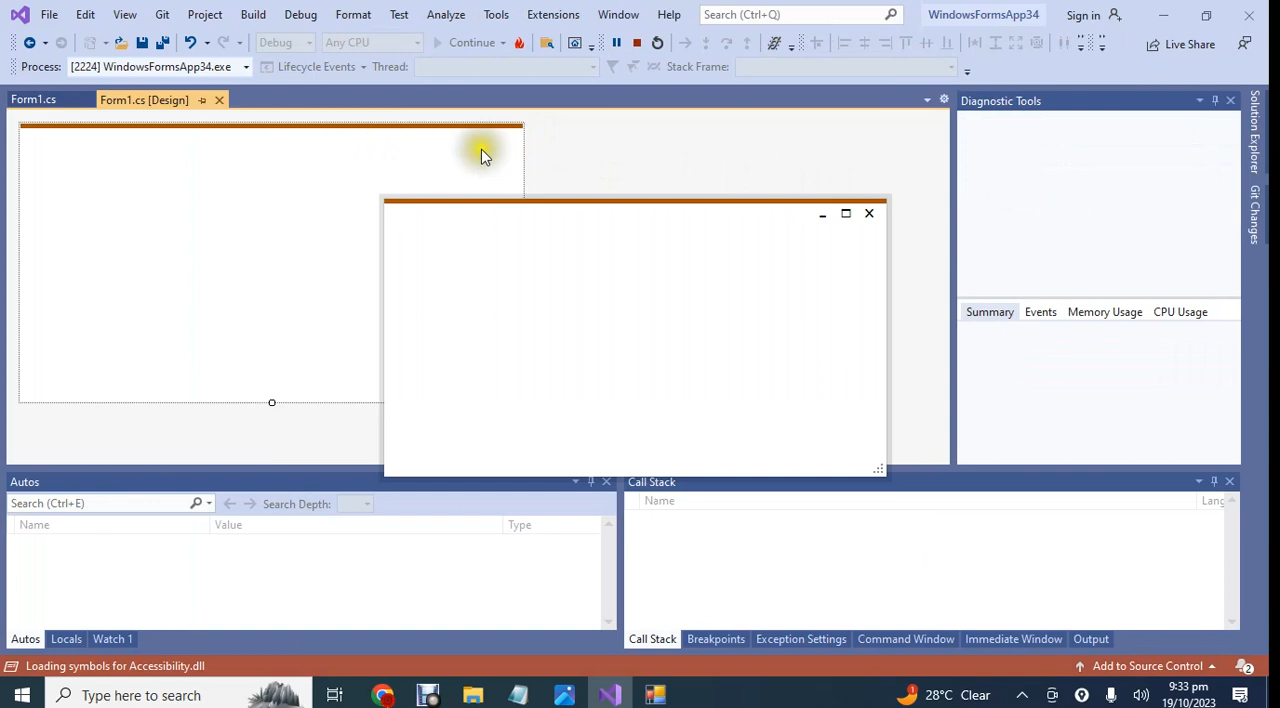 File Edit View Git Project Build Debug Format Test Analyze Tools Extensions Window Help Search (Ctrl+Q) WindowsFormsApp34 Sign in
Debug Any CPU Continue Live Share
Process: [2224] WindowsFormsApp34.exe Lifecycle Events Thread: Stack Frame:
Form1.cs Form1.cs [Design] Diagnostic Tools
Solution Explorer
Git Changes
Summary Events Memory Usage CPU Usage
Autos Call Stack
Search (Ctrl+E) Search Depth: Name Lang
Name Value Type
Autos Locals Watch 1 Call Stack Breakpoints Exception Settings Command Window Immediate Window Output
Loading symbols for Accessibility.dll Add to Source Control 2
Type here to search 1 28°C Clear 9:33 pm
19/10/2023